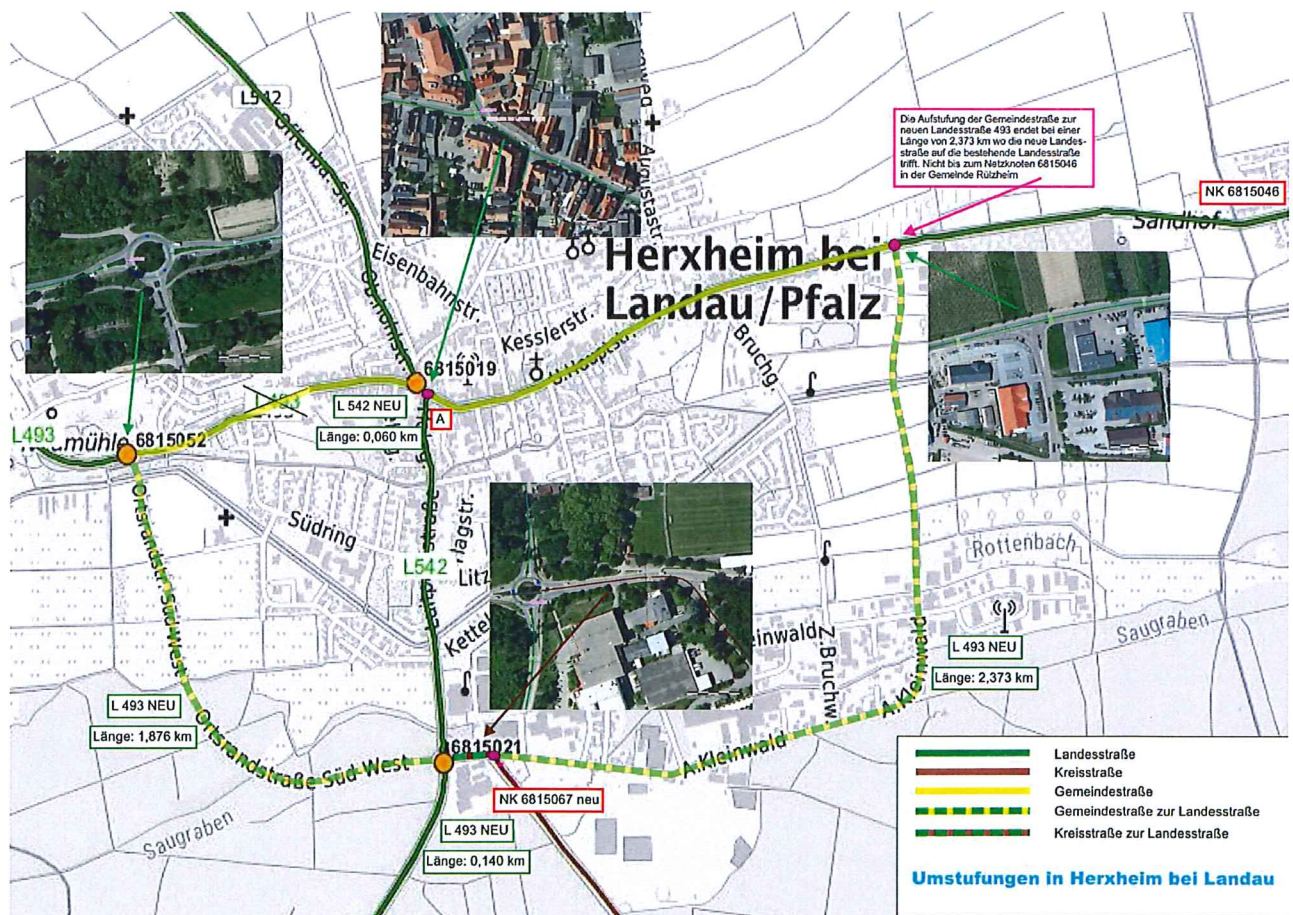 L542
Offenba. Str.
Augustastr.
Die Aufstufung der Gemeindestraße zur
neuen Landesstraße 493 endet bei einer
Länge von 2,373 km wo die neue Landes-
straße auf die bestehende Landesstraße
trifft. Nicht bis zum Netzknoten 6815046
in der Gemeinde Rülzheim
NK 6815046
Sandhof
Eisenbahnstr.
Herxheim bei
Landau/Pfalz
Kesslerstr.
Bruchg.
6815019
L 542 NEU
A
Länge: 0,060 km
L493
6815052
Südring
Ortsrandstr. Süd-West
L542
Rottenbach
Z.Bruchw.
Saugraben
L 493 NEU
Länge: 2,373 km
A.Kleinwald
L 493 NEU
Länge: 1,876 km
Ortsrandstraße Süd-West
6815021
A.Kleinwald
NK 6815067 neu
L 493 NEU
Länge: 0,140 km
Saugraben
Landesstraße
Kreisstraße
Gemeindestraße
Gemeindestraße zur Landesstraße
Kreisstraße zur Landesstraße
Umstufungen in Herxheim bei Landau